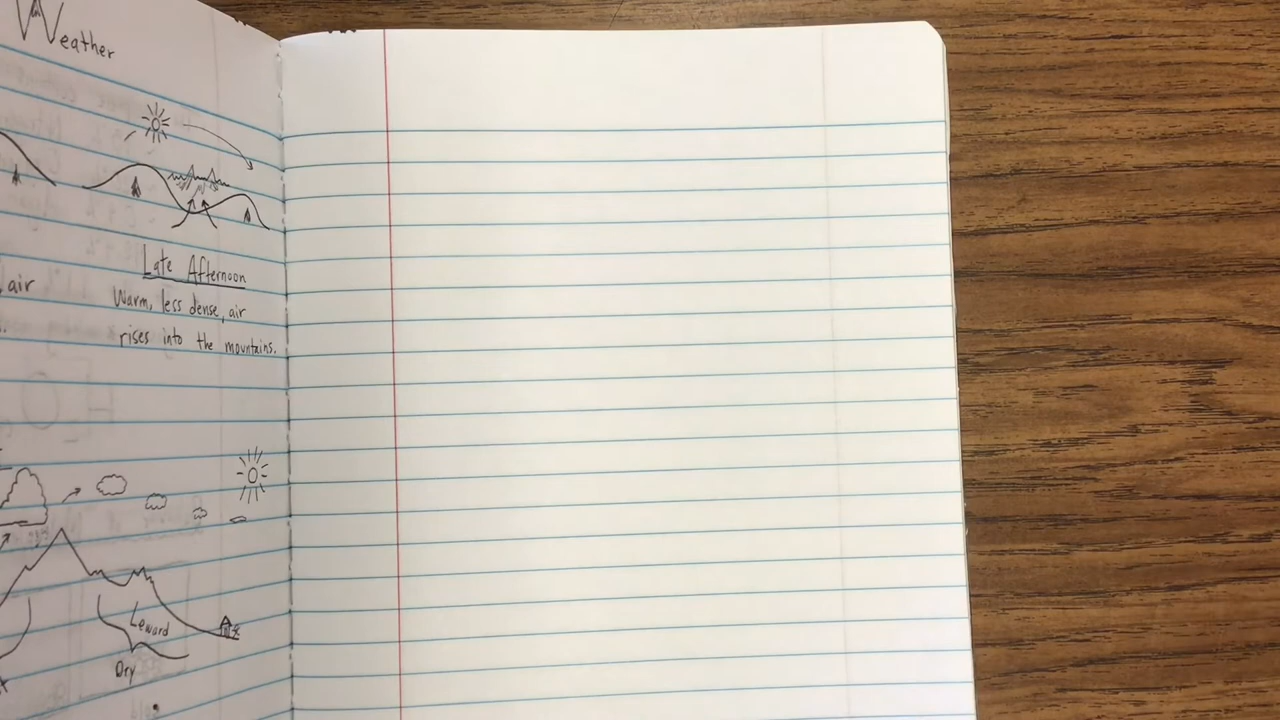 Weather
Late Afternoon
air
Warm, less dense, air
rises into the mountains.
Leward
Dry